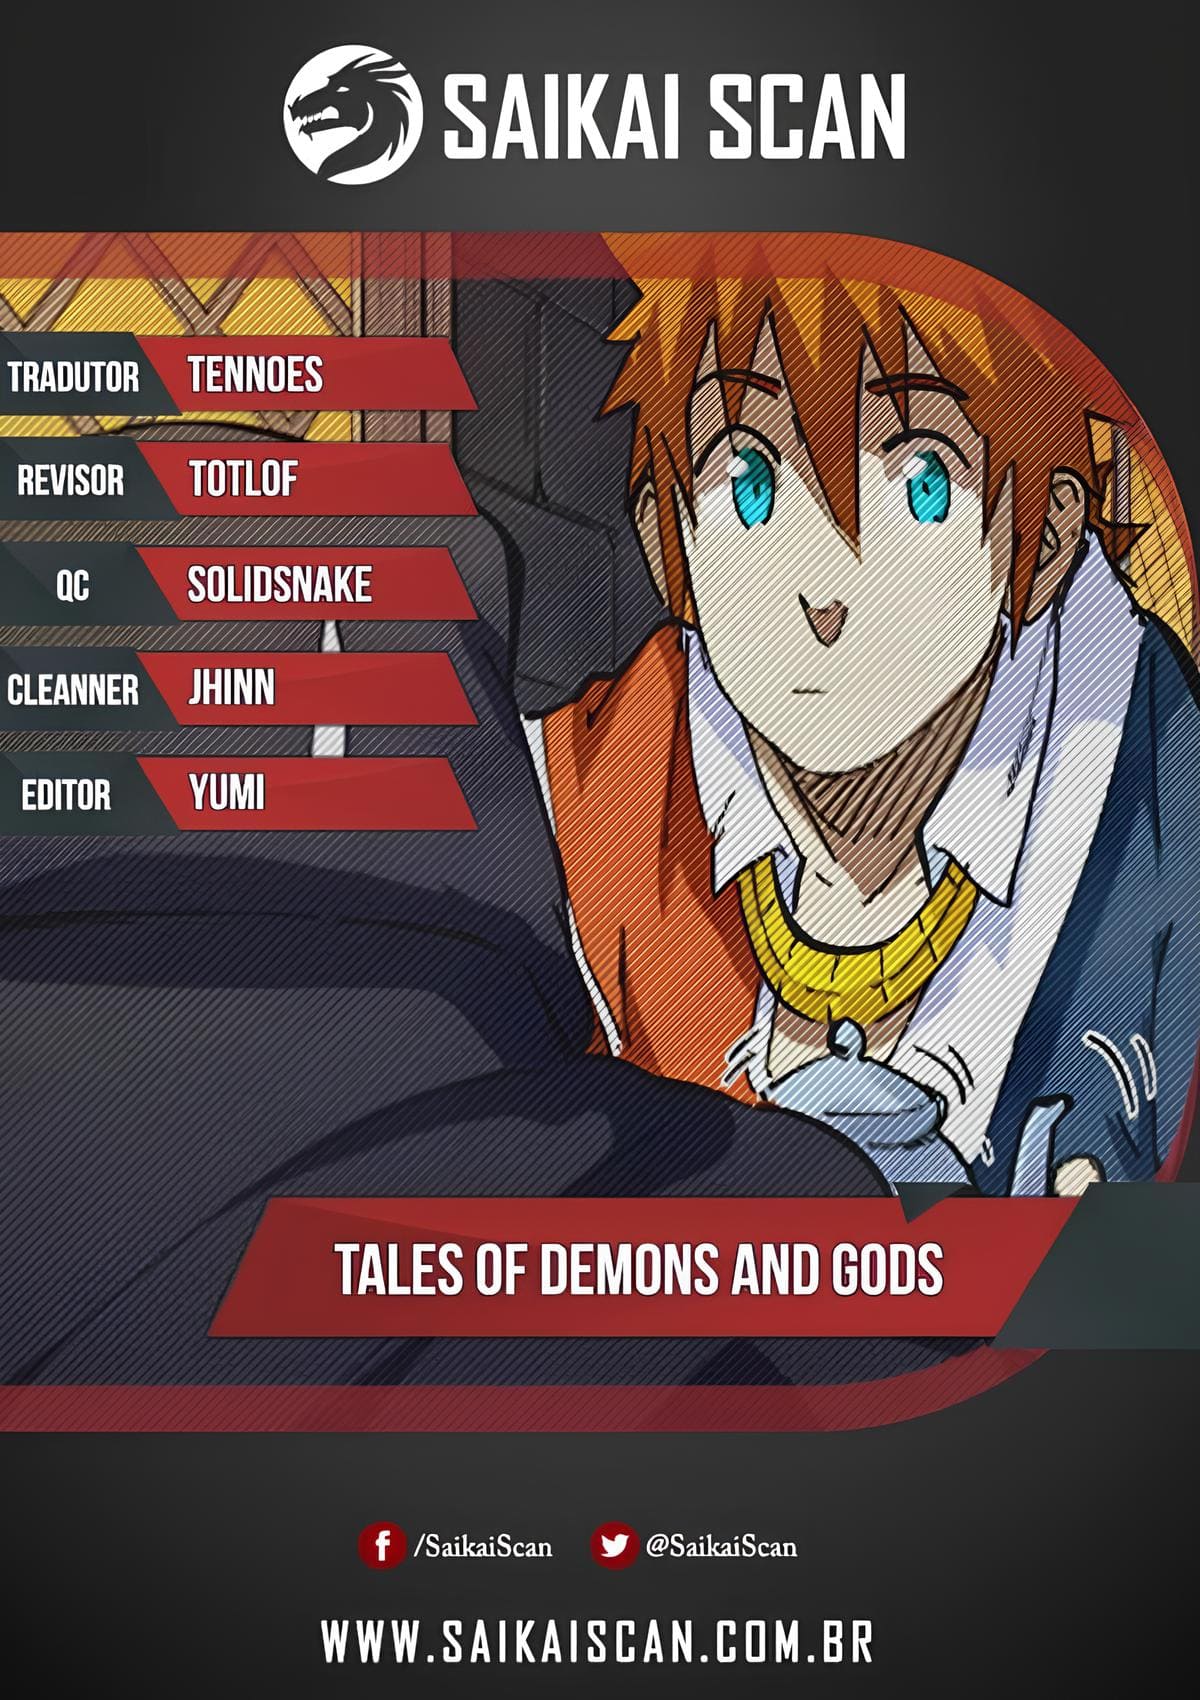 SAIKAI SCAN
TRADUTOR TENNOES
REVISOR TOTLOF
QC SOLIDSNAKE
CLEANNER JHINN
EDITOR YUMI
TALES OF DEMONS AND GODS
/SaikaiScan @SaikaiScan
WWW.SAIKAISCAN.COM.BR